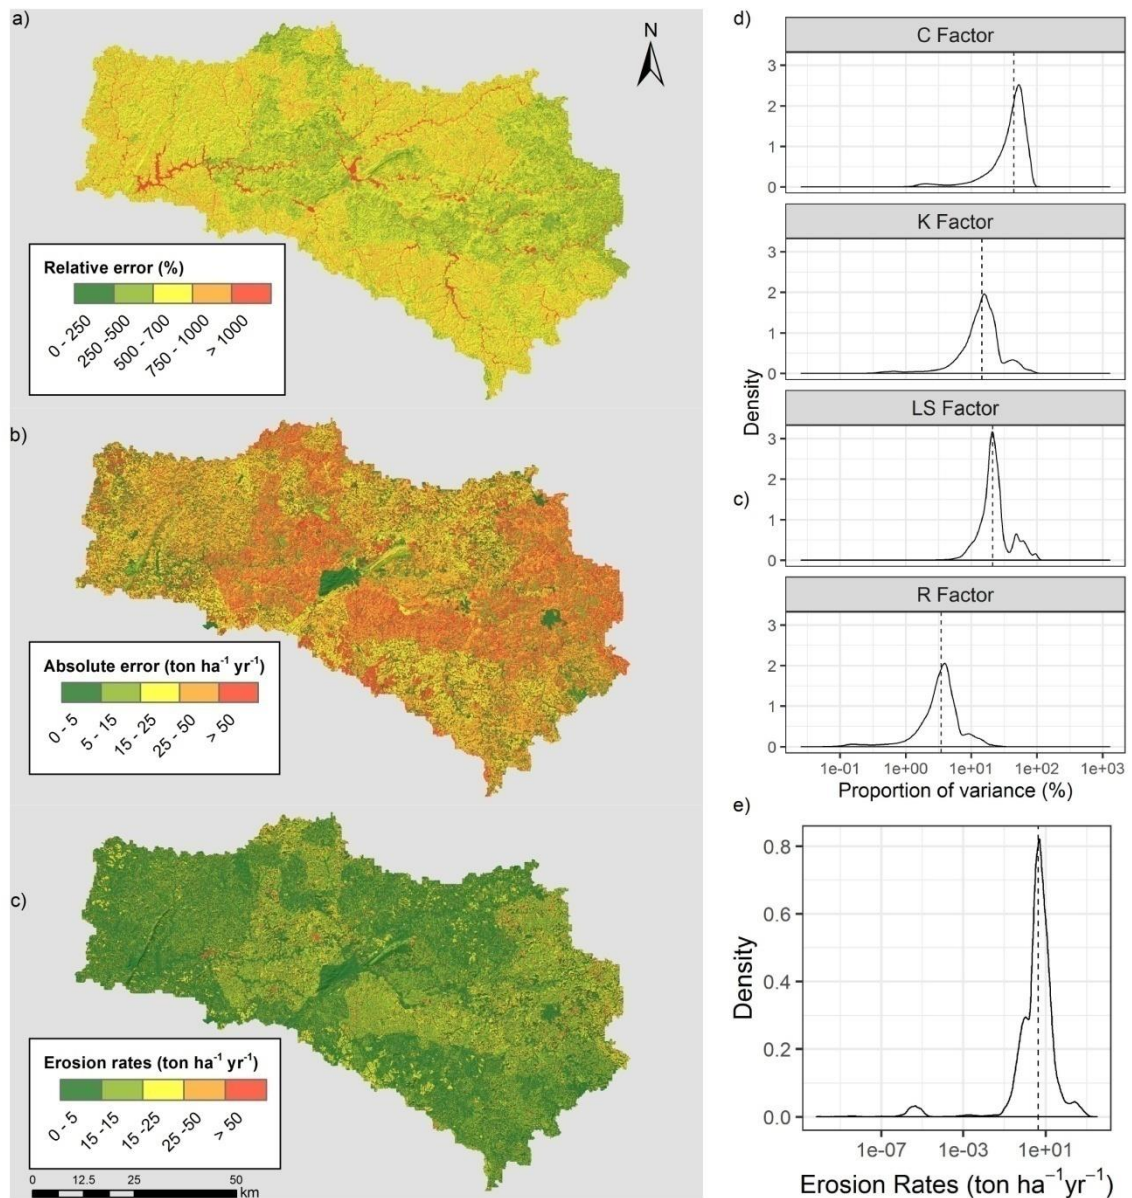 a)
N
Relative error (%)
0 - 250
250 -500
500 - 700
750 - 1000
> 1000
b)
Absolute error (ton ha⁻¹ yr⁻¹)
0 - 5
5 - 15
15 - 25
25 - 50
> 50
c)
Erosion rates (ton ha⁻¹ yr⁻¹)
0 - 5
15 -15
15 - 25
25 -50
> 50
0 12.5 25 50
km
d)
C Factor
3
2
1
0
K Factor
3
2
1
0
LS Factor
3
2
1
0
c)
R Factor
3
2
1
0
Density
1e-01 1e+00 1e+01 1e+02 1e+03
Proportion of variance (%)
e)
0.8
0.6
0.4
0.2
0.0
Density
1e-07 1e-03 1e+01
Erosion Rates (ton ha⁻¹yr⁻¹)